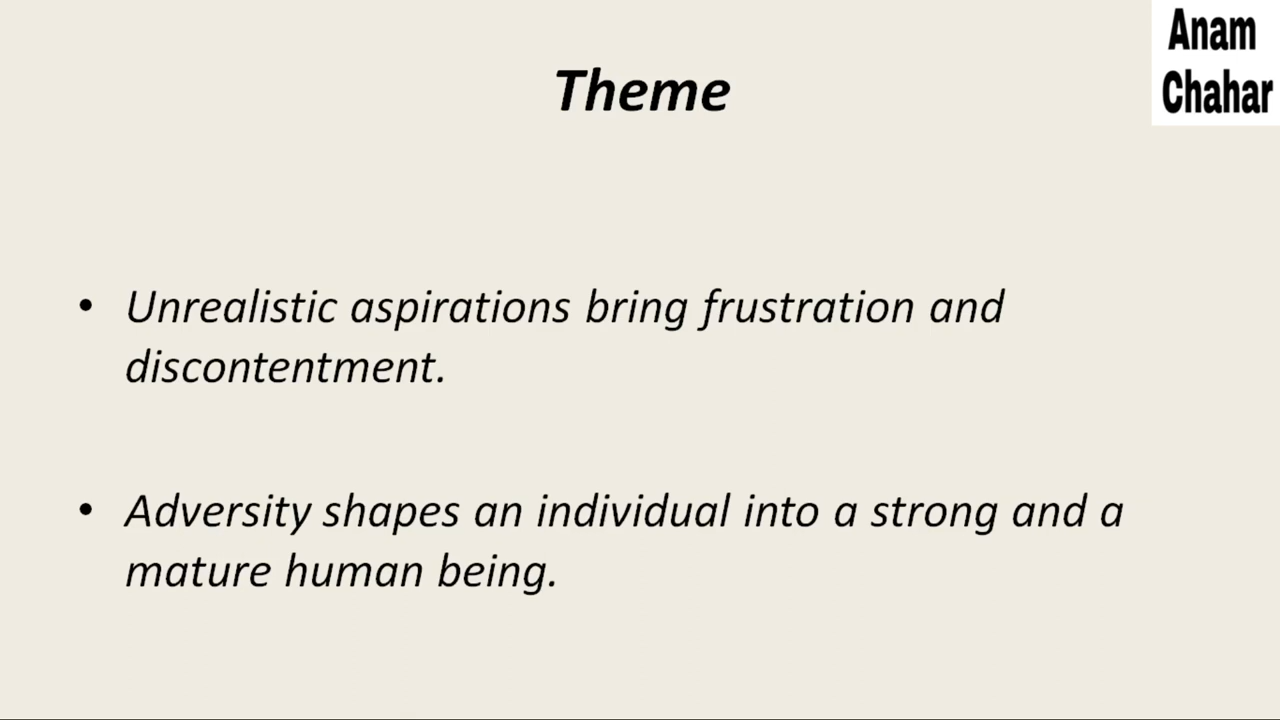 Anam
Chahar
Theme
• Unrealistic aspirations bring frustration and
discontentment.
• Adversity shapes an individual into a strong and a
mature human being.